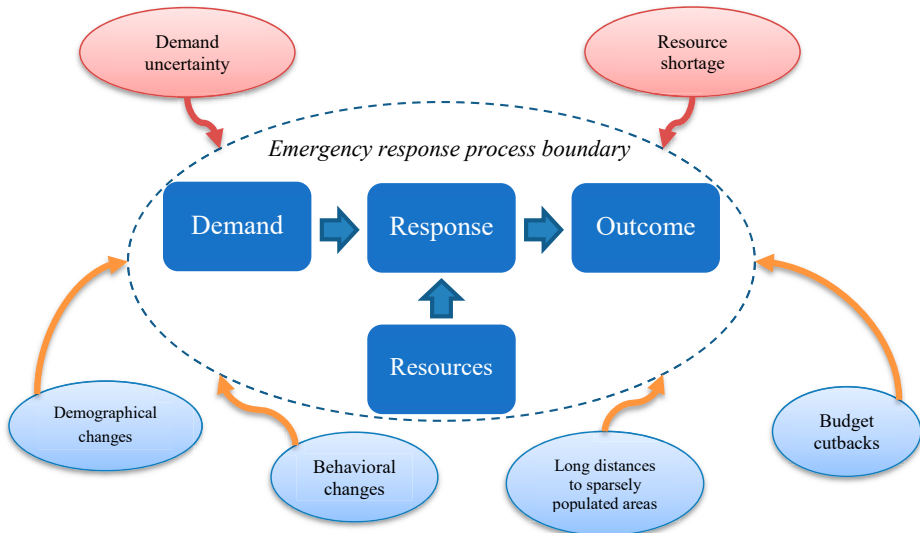 Demand
uncertainty
Resource
shortage
Emergency response process boundary
Demand
Response
Outcome
Resources
Demographical
changes
Behavioral
changes
Long distances
to sparsely
populated areas
Budget
cutbacks